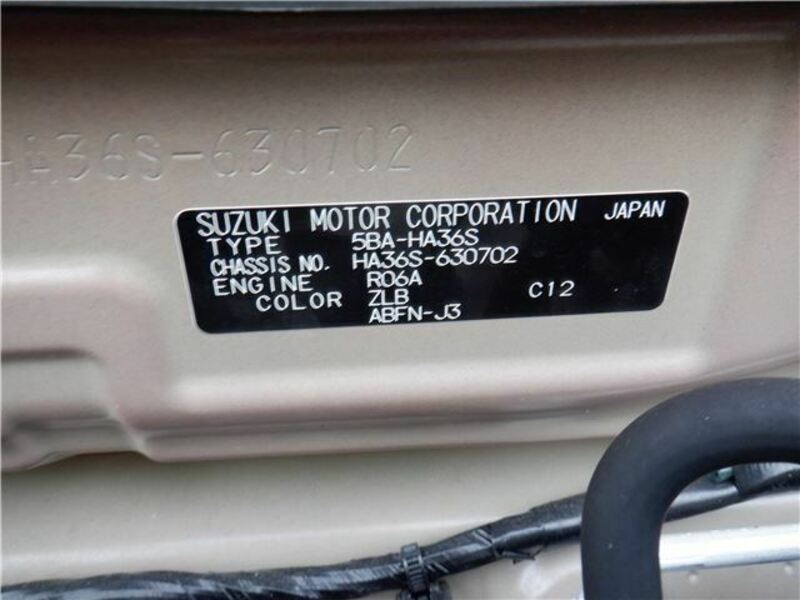 HA36S-630702
SUZUKI MOTOR CORPORATION JAPAN
TYPE 5BA-HA36S
CHASSIS NO. HA36S-630702
ENGINE R06A
COLOR ZLB C12
ABFN-J3